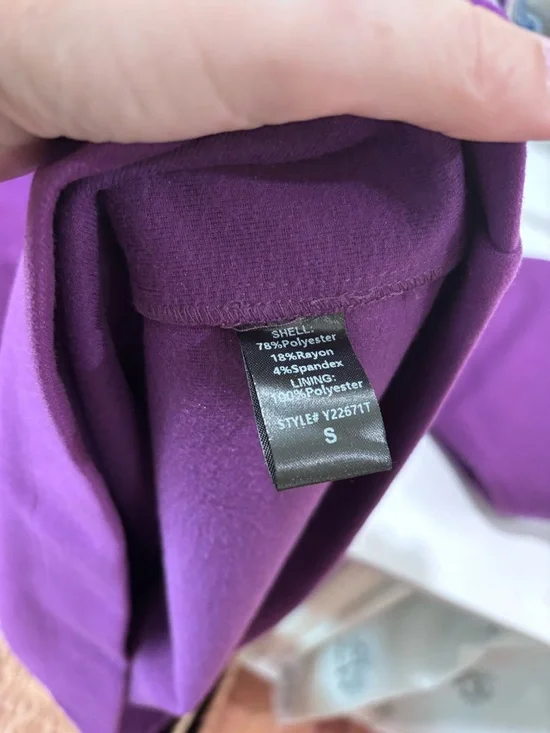 SHELL:
78%Polyester
18%Rayon
4%Spandex
LINING:
100%Polyester
STYLE# Y22671T
S